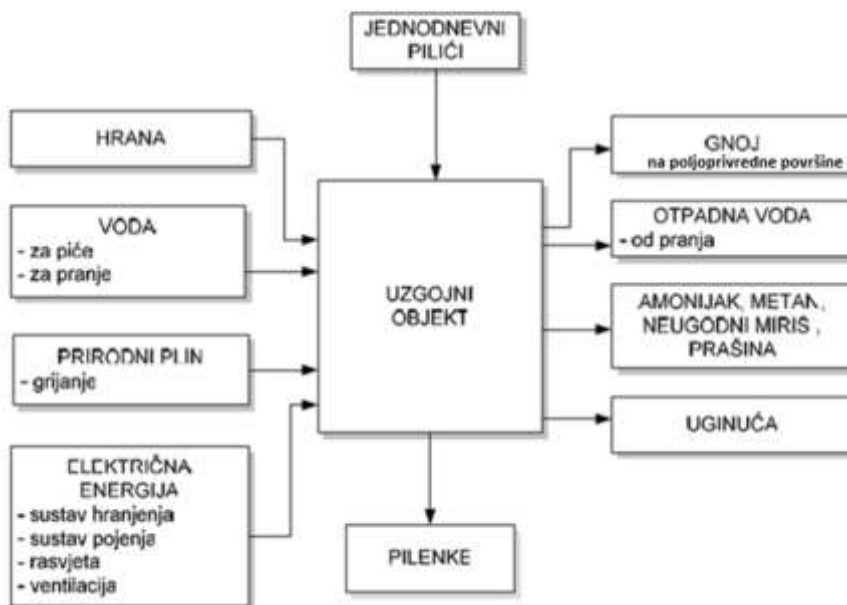 JEDNODNEVNI
PILIĆI
HRANA
VODA
- za piće
- za pranje
PRIRODNI PLIN
- grijanje
ELEKTRIČNA
ENERGIJA
- sustav hranjenja
- sustav pojenja
- rasvjeta
- ventilacija
UZGOJNI
OBJEKT
GNOJ
na poljoprivredne površine
OTPADNA VODA
- od pranja
AMONIJAK, METAN,
NEUGODNI MIRIS ,
PRAŠINA
UGINUĆA
PILENKE